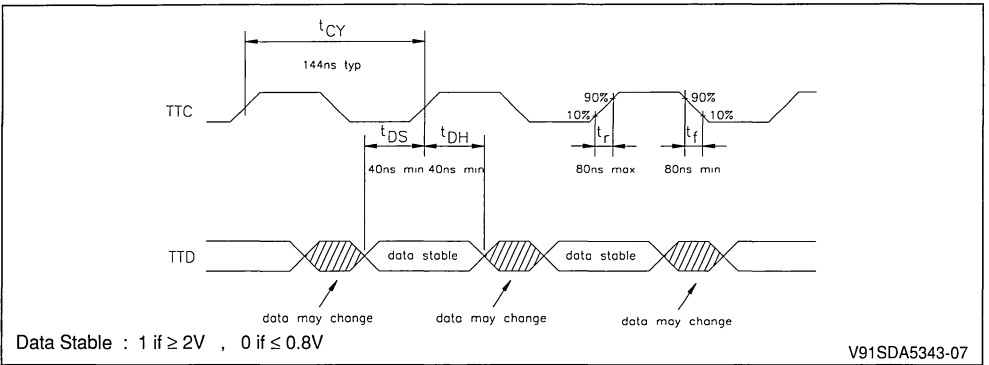 tCY
144ns typ
TTC
90% 90%
10% 10%
tDS tDH tr tf
40ns min 40ns min 80ns max 80ns min
TTD data stable data stable
data may change data may change data may change
Data Stable : 1 if ≥ 2V , 0 if ≤ 0.8V
V91SDA5343-07